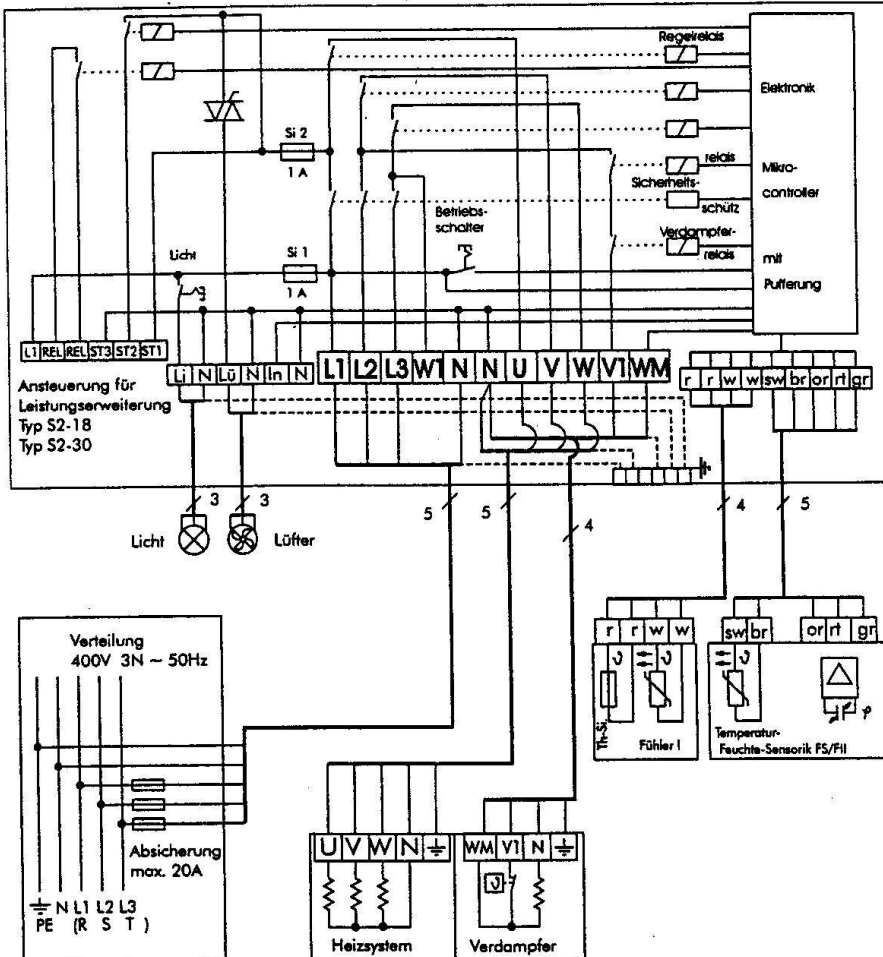 Regelrelais
Elektronik
Si 2
1 A
relais
Mikro-
Sicherheits-
controller
Betriebs-
schalter
schütz
Verdampfer-
relais
Licht
Si 1
1 A
mit
Pufferung
L1 REL REL ST3 ST2 ST1
Li N Lü N In N
L1 L2 L3 W1 N N U V W V1 WM
r r w w sw br or rt gr
Ansteuerung für
Leistungserweiterung
Typ S2-18
Typ S2-30
3 3 5 5 4 4 5
Licht
Lüfter
r r w w
sw br or rt gr
ϑ ϑ ϑ
Th-Si.
Fühler I
φ
Temperatur-
Feuchte-Sensorik FS/FII
Verteilung
400V 3N ~ 50Hz
Absicherung
max. 20A
PE N L1 L2 L3
(R S T )
U V W N
Heizsystem
WM V1 N
ϑ
Verdampfer